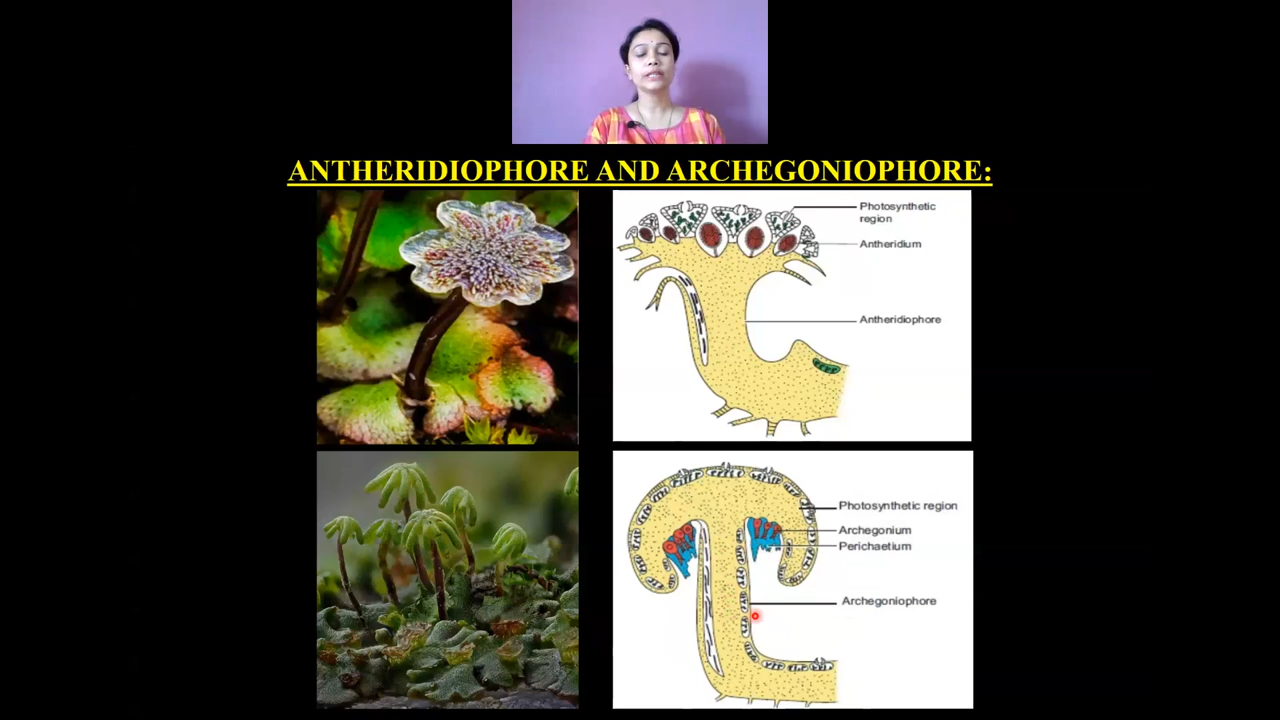 ANTHERIDIOPHORE AND ARCHEGONIOPHORE:
Photosynthetic
region
Antheridium
Antheridiophore
Photosynthetic region
Archegonium
Perichaetium
Archegoniophore